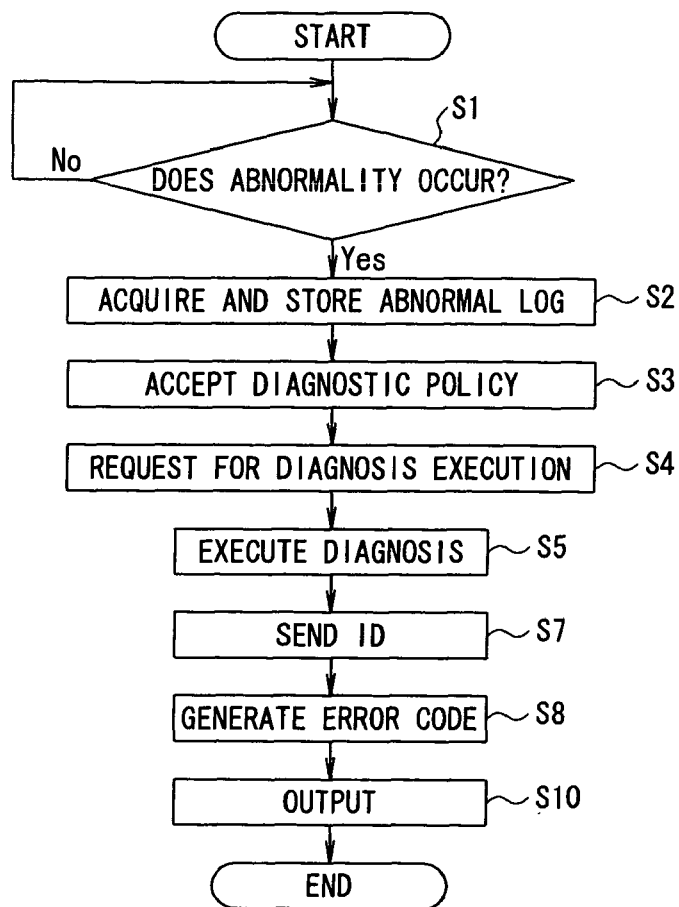 START
S1
No
DOES ABNORMALITY OCCUR?
Yes
ACQUIRE AND STORE ABNORMAL LOG
S2
ACCEPT DIAGNOSTIC POLICY
S3
REQUEST FOR DIAGNOSIS EXECUTION
S4
EXECUTE DIAGNOSIS
S5
SEND ID
S7
GENERATE ERROR CODE
S8
OUTPUT
S10
END